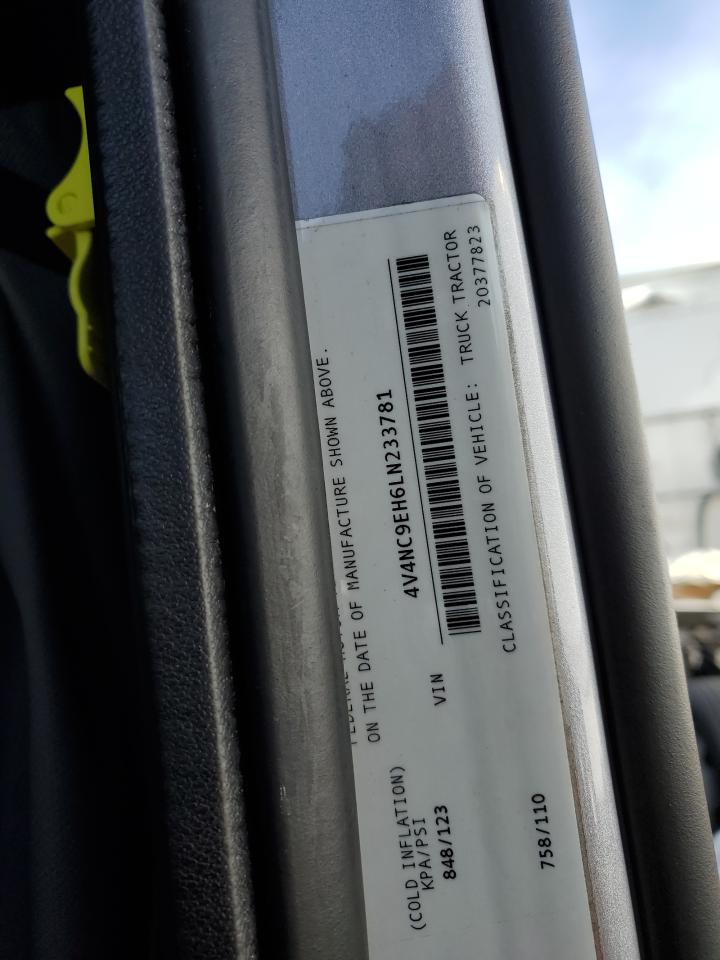 ON THE DATE OF MANUFACTURE SHOWN ABOVE.
(COLD INFLATION)
KPA/PSI
848/123
VIN 4V4NC9EH6LN233781
CLASSIFICATION OF VEHICLE: TRUCK TRACTOR
20377823
758/110